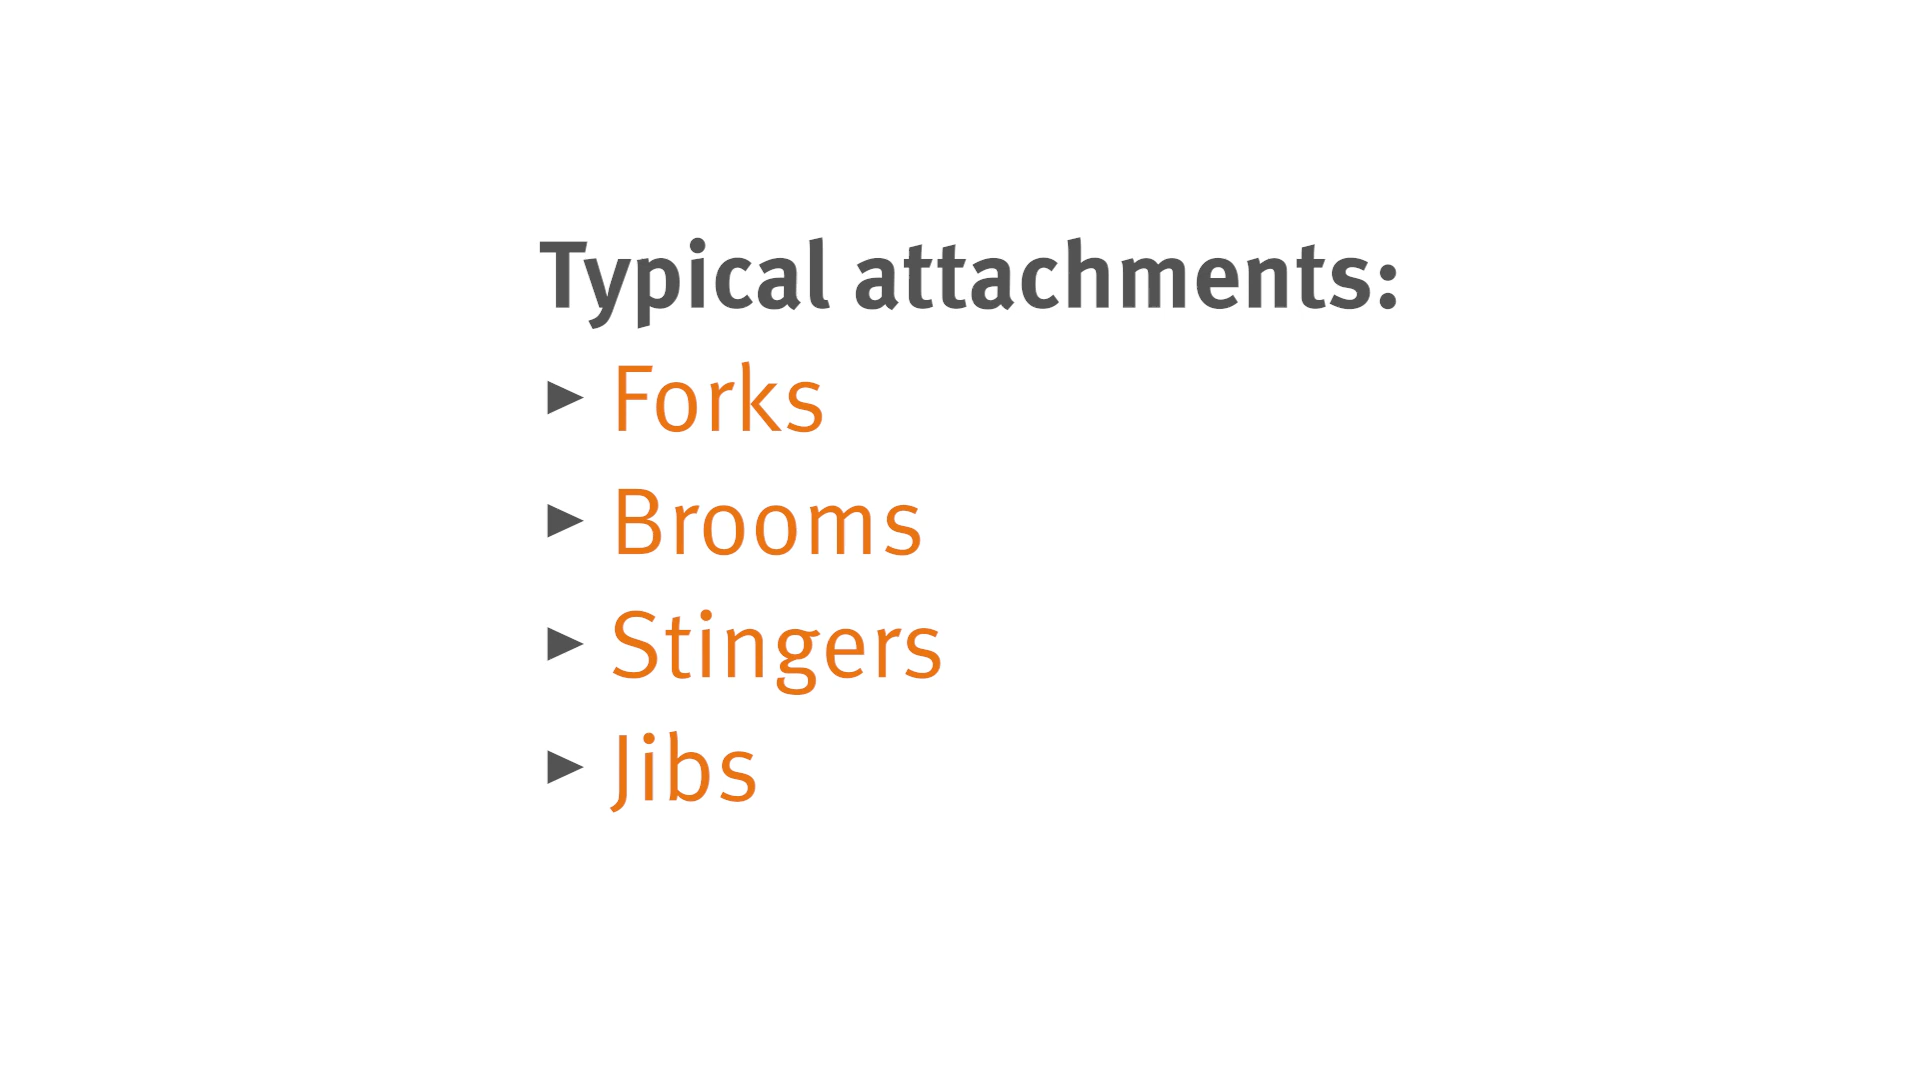 Typical attachments:
► Forks
► Brooms
► Stingers
► Jibs